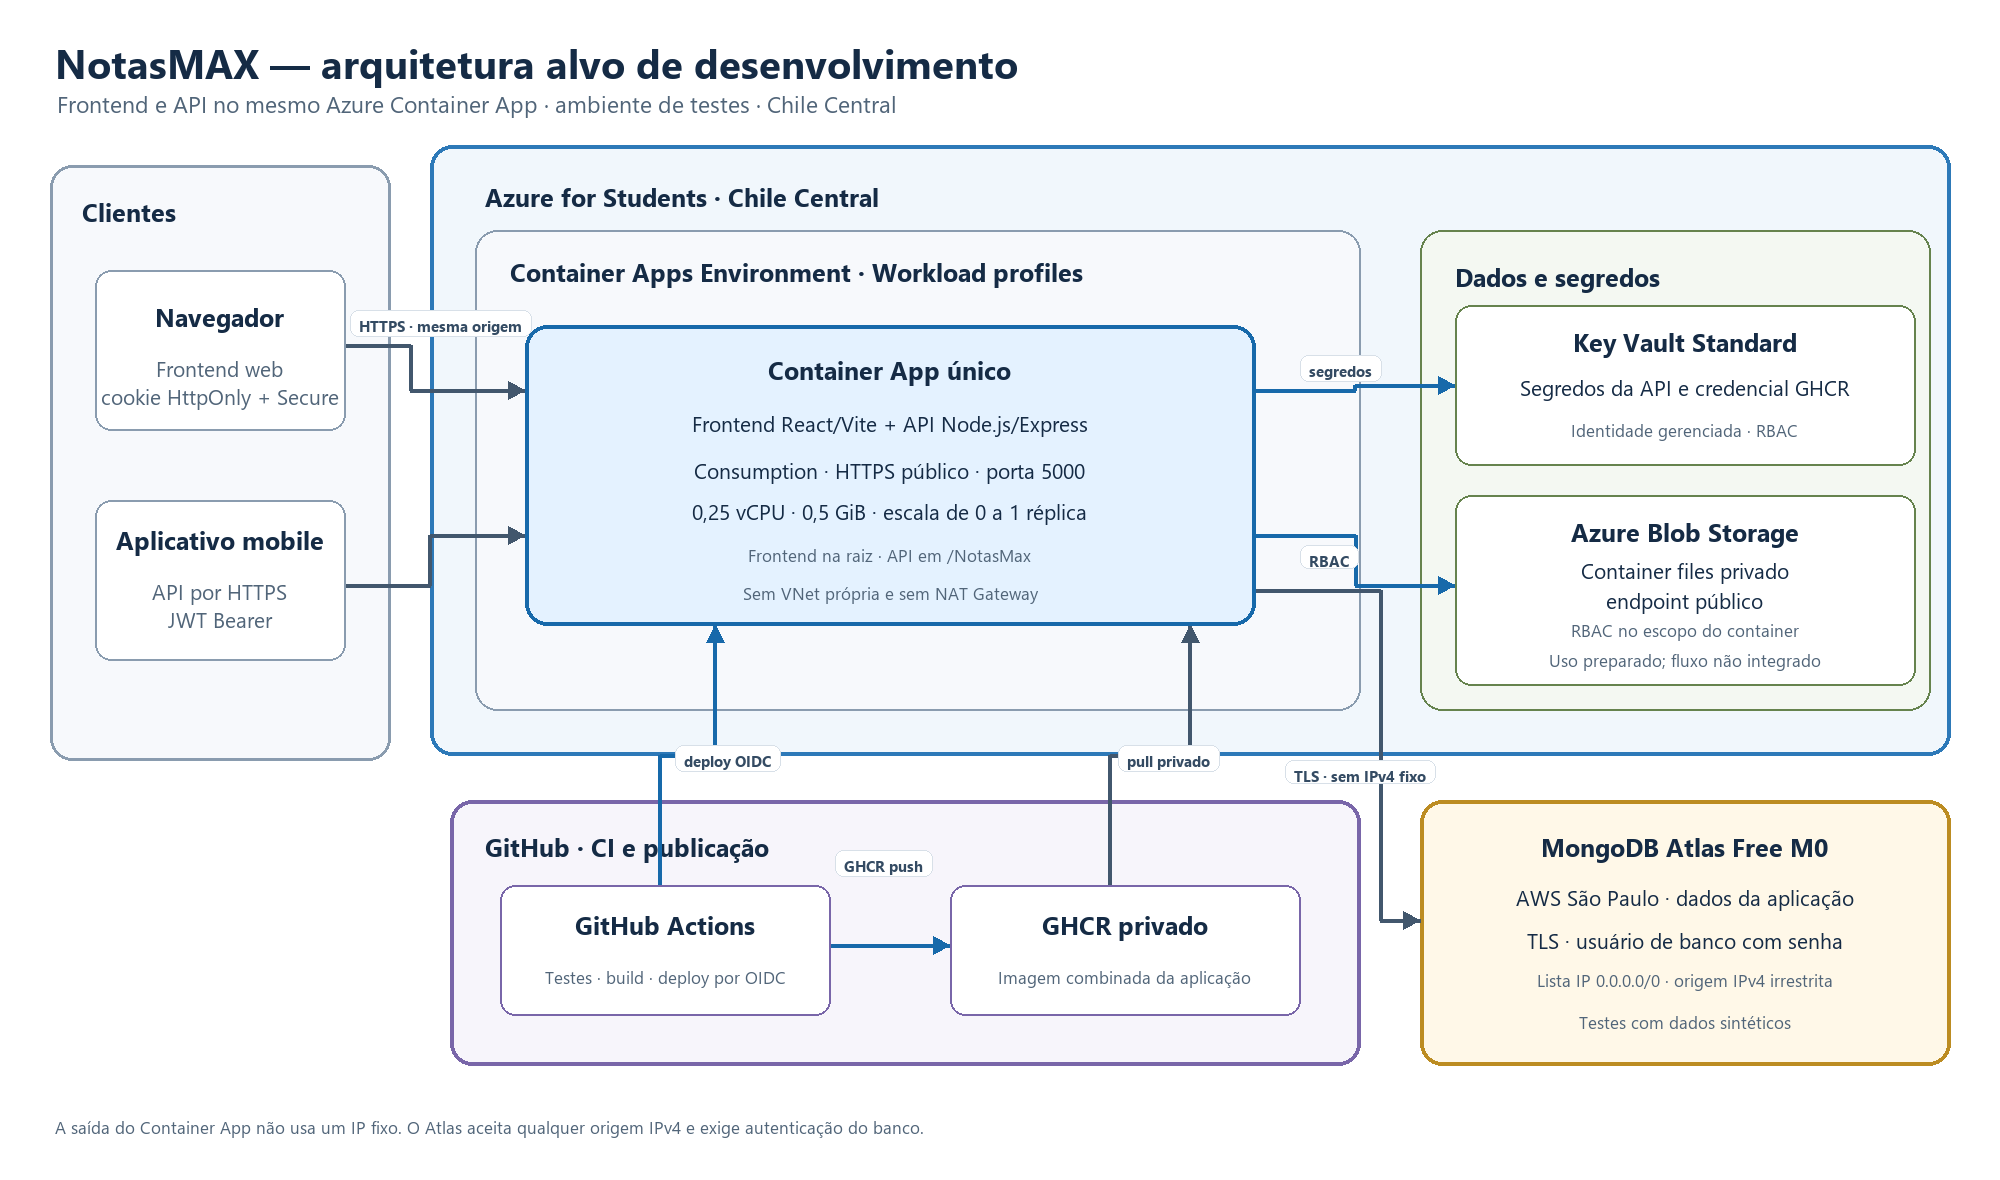 NotasMAX — arquitetura alvo de desenvolvimento
Frontend e API no mesmo Azure Container App · ambiente de testes · Chile Central
Clientes
Navegador
Frontend web
cookie HttpOnly + Secure
Aplicativo mobile
API por HTTPS
JWT Bearer
HTTPS · mesma origem
Azure for Students · Chile Central
Container Apps Environment · Workload profiles
Container App único
Frontend React/Vite + API Node.js/Express
Consumption · HTTPS público · porta 5000
0,25 vCPU · 0,5 GiB · escala de 0 a 1 réplica
Frontend na raiz · API em /NotasMax
Sem VNet própria e sem NAT Gateway
segredos
RBAC
Dados e segredos
Key Vault Standard
Segredos da API e credencial GHCR
Identidade gerenciada · RBAC
Azure Blob Storage
Container files privado
endpoint público
RBAC no escopo do container
Uso preparado; fluxo não integrado
deploy OIDC
pull privado
TLS · sem IPv4 fixo
GitHub · CI e publicação
GHCR push
GitHub Actions
Testes · build · deploy por OIDC
GHCR privado
Imagem combinada da aplicação
MongoDB Atlas Free M0
AWS São Paulo · dados da aplicação
TLS · usuário de banco com senha
Lista IP 0.0.0.0/0 · origem IPv4 irrestrita
Testes com dados sintéticos
A saída do Container App não usa um IP fixo. O Atlas aceita qualquer origem IPv4 e exige autenticação do banco.